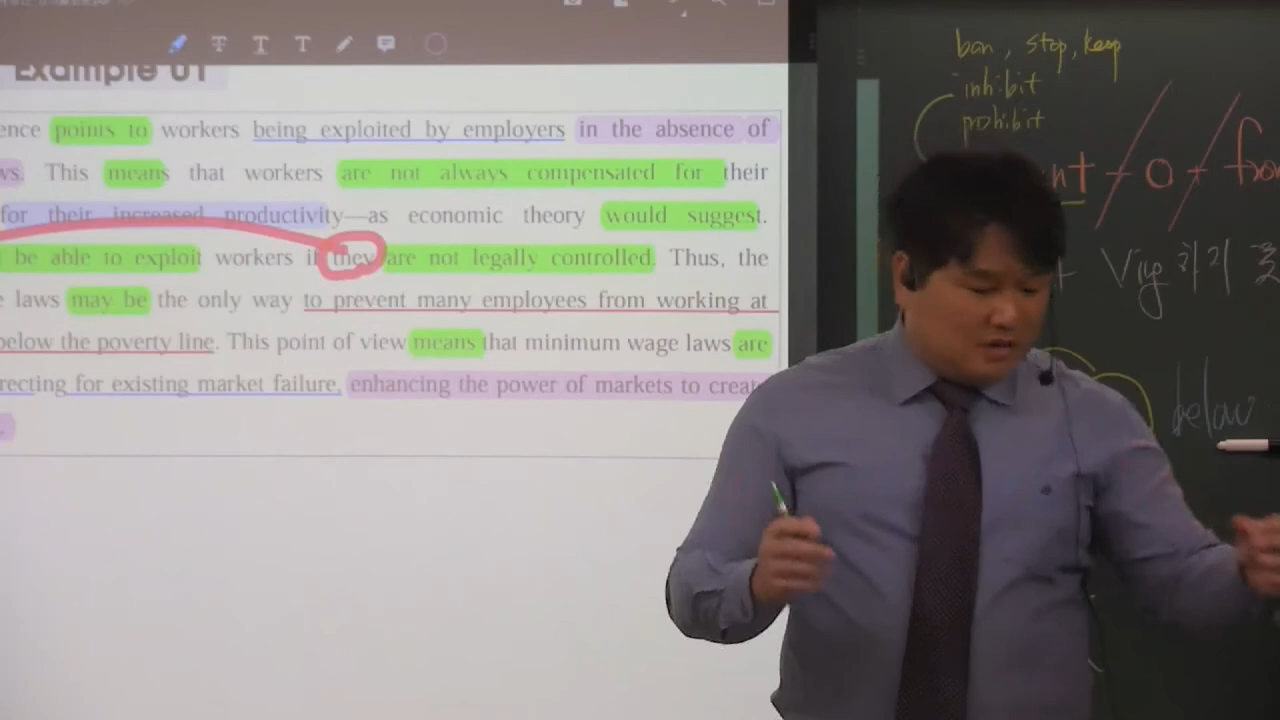 Example 01
ence points to workers being exploited by employers in the absence of
ws. This means that workers are not always compensated for their
for their increased productivity—as economic theory would suggest.
be able to exploit workers if they are not legally controlled. Thus, the
e laws may be the only way to prevent many employees from working at
below the poverty line. This point of view means that minimum wage laws are
recting for existing market failure, enhancing the power of markets to creat
ban, stop, keep
inhibit
prohibit
nt + O + from
+ Ving 하기
below